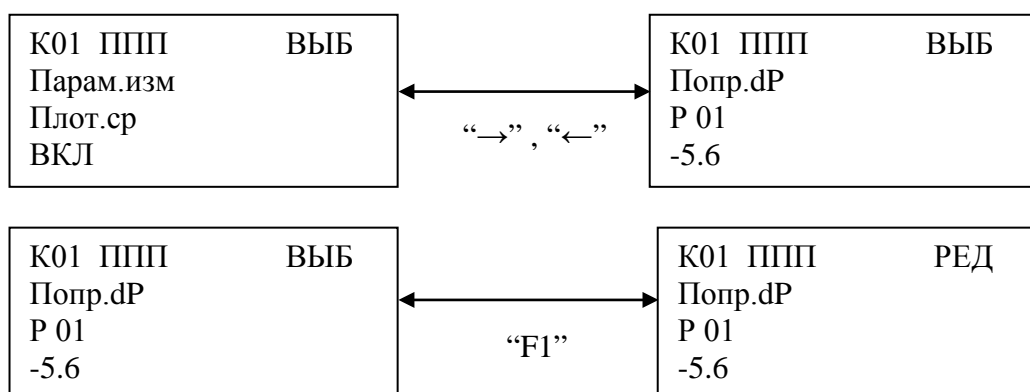 К01 ППП ВЫБ
Парам.изм
Плот.ср
ВКЛ
“→” , “←”
К01 ППП ВЫБ
Попр.dP
Р 01
-5.6
К01 ППП ВЫБ
Попр.dP
Р 01
-5.6
“F1”
К01 ППП РЕД
Попр.dP
Р 01
-5.6